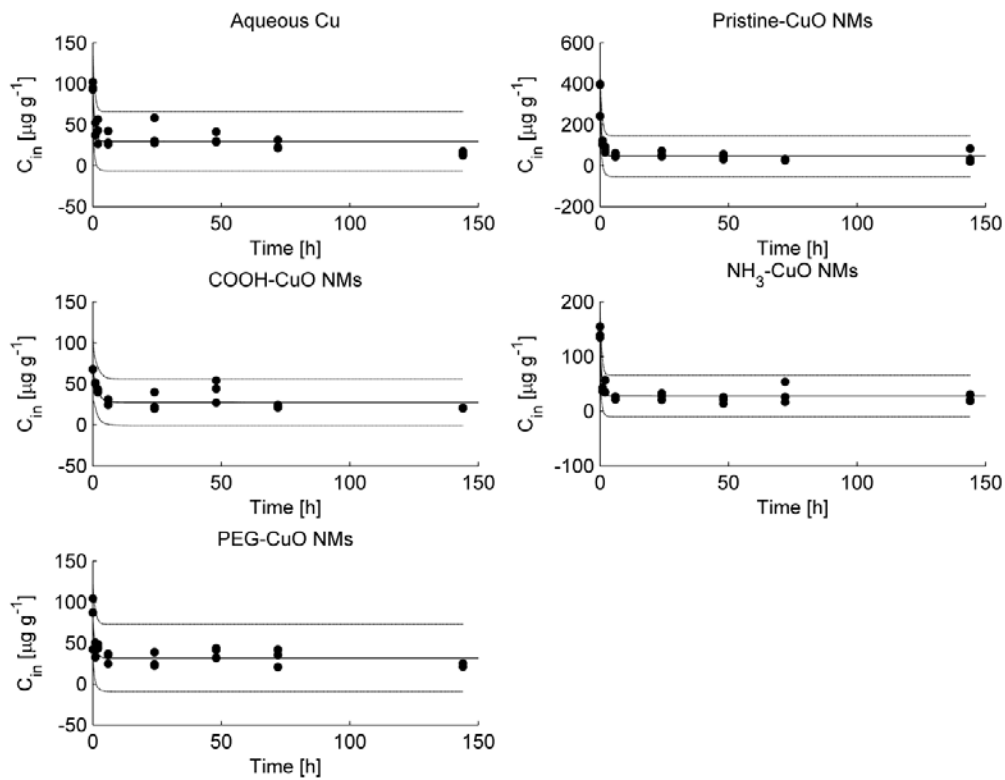 Aqueous Cu
150
100
50
0
-50
0 50 100 150
C_in [µg g^-1]
Time [h]
Pristine-CuO NMs
600
400
200
0
-200
0 50 100 150
C_in [µg g^-1]
Time [h]
COOH-CuO NMs
150
100
50
0
-50
0 50 100 150
C_in [µg g^-1]
Time [h]
NH_3-CuO NMs
200
100
0
-100
0 50 100 150
C_in [µg g^-1]
Time [h]
PEG-CuO NMs
150
100
50
0
-50
0 50 100 150
C_in [µg g^-1]
Time [h]